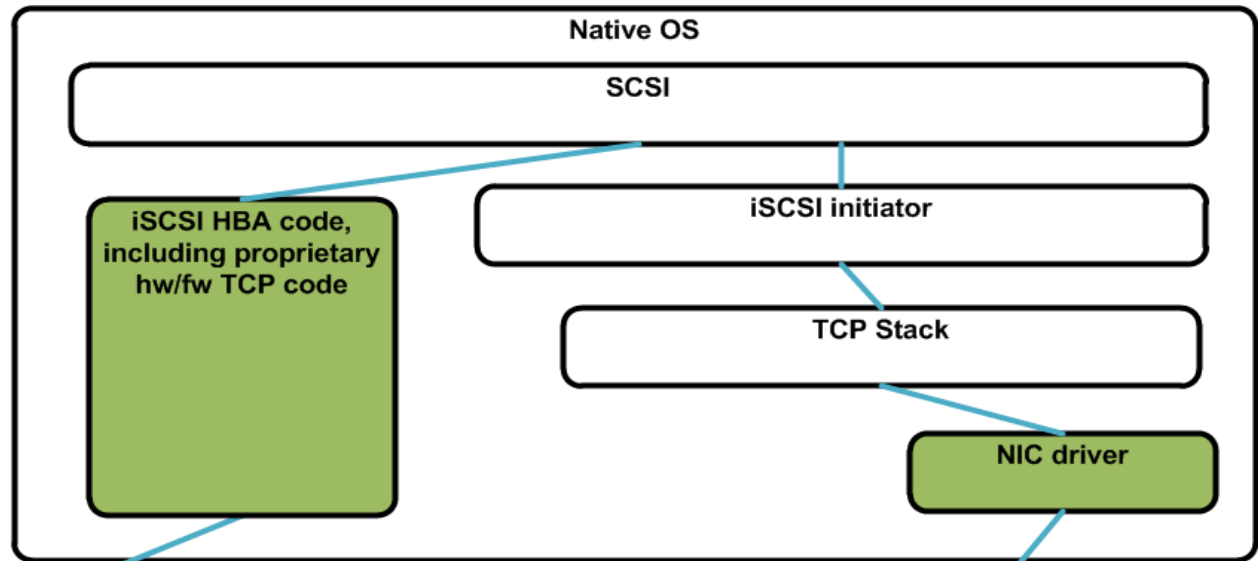 Native OS
SCSI
iSCSI HBA code,
including proprietary
hw/fw TCP code
iSCSI initiator
TCP Stack
NIC driver